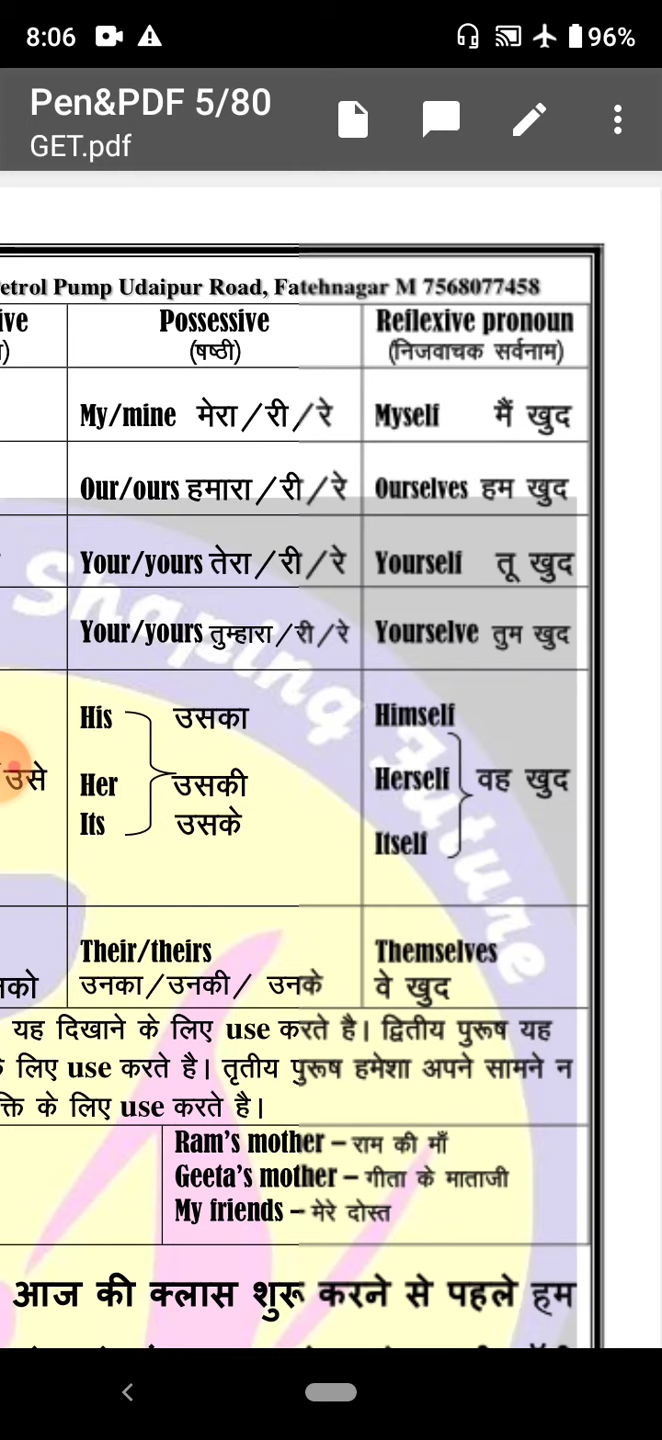 8:06 96%
Pen&PDF 5/80
GET.pdf
etrol Pump Udaipur Road, Fatehnagar M 7568077458
ive Possessive Reflexive pronoun
(षष्ठी) (निजवाचक सर्वनाम)
My/mine मेरा/री/रे Myself मैं खुद
Our/ours हमारा/री/रे Ourselves हम खुद
Your/yours तेरा/री/रे Yourself तू खुद
Your/yours तुम्हारा/री/रे Yourselve तुम खुद
His उसका Himself
उसे Her उसकी Herself वह खुद
Its उसके Itself
Their/theirs Themselves
नको उनका/उनकी/ उनके वे खुद
यह दिखाने के लिए use करते है। द्वितीय पुरूष यह
के लिए use करते है। तृतीय पुरूष हमेशा अपने सामने न
क्ति के लिए use करते है।
Ram's mother – राम की माँ
Geeta's mother – गीता के माताजी
My friends – मेरे दोस्त
आज की क्लास शुरू करने से पहले हम
Shaping Future